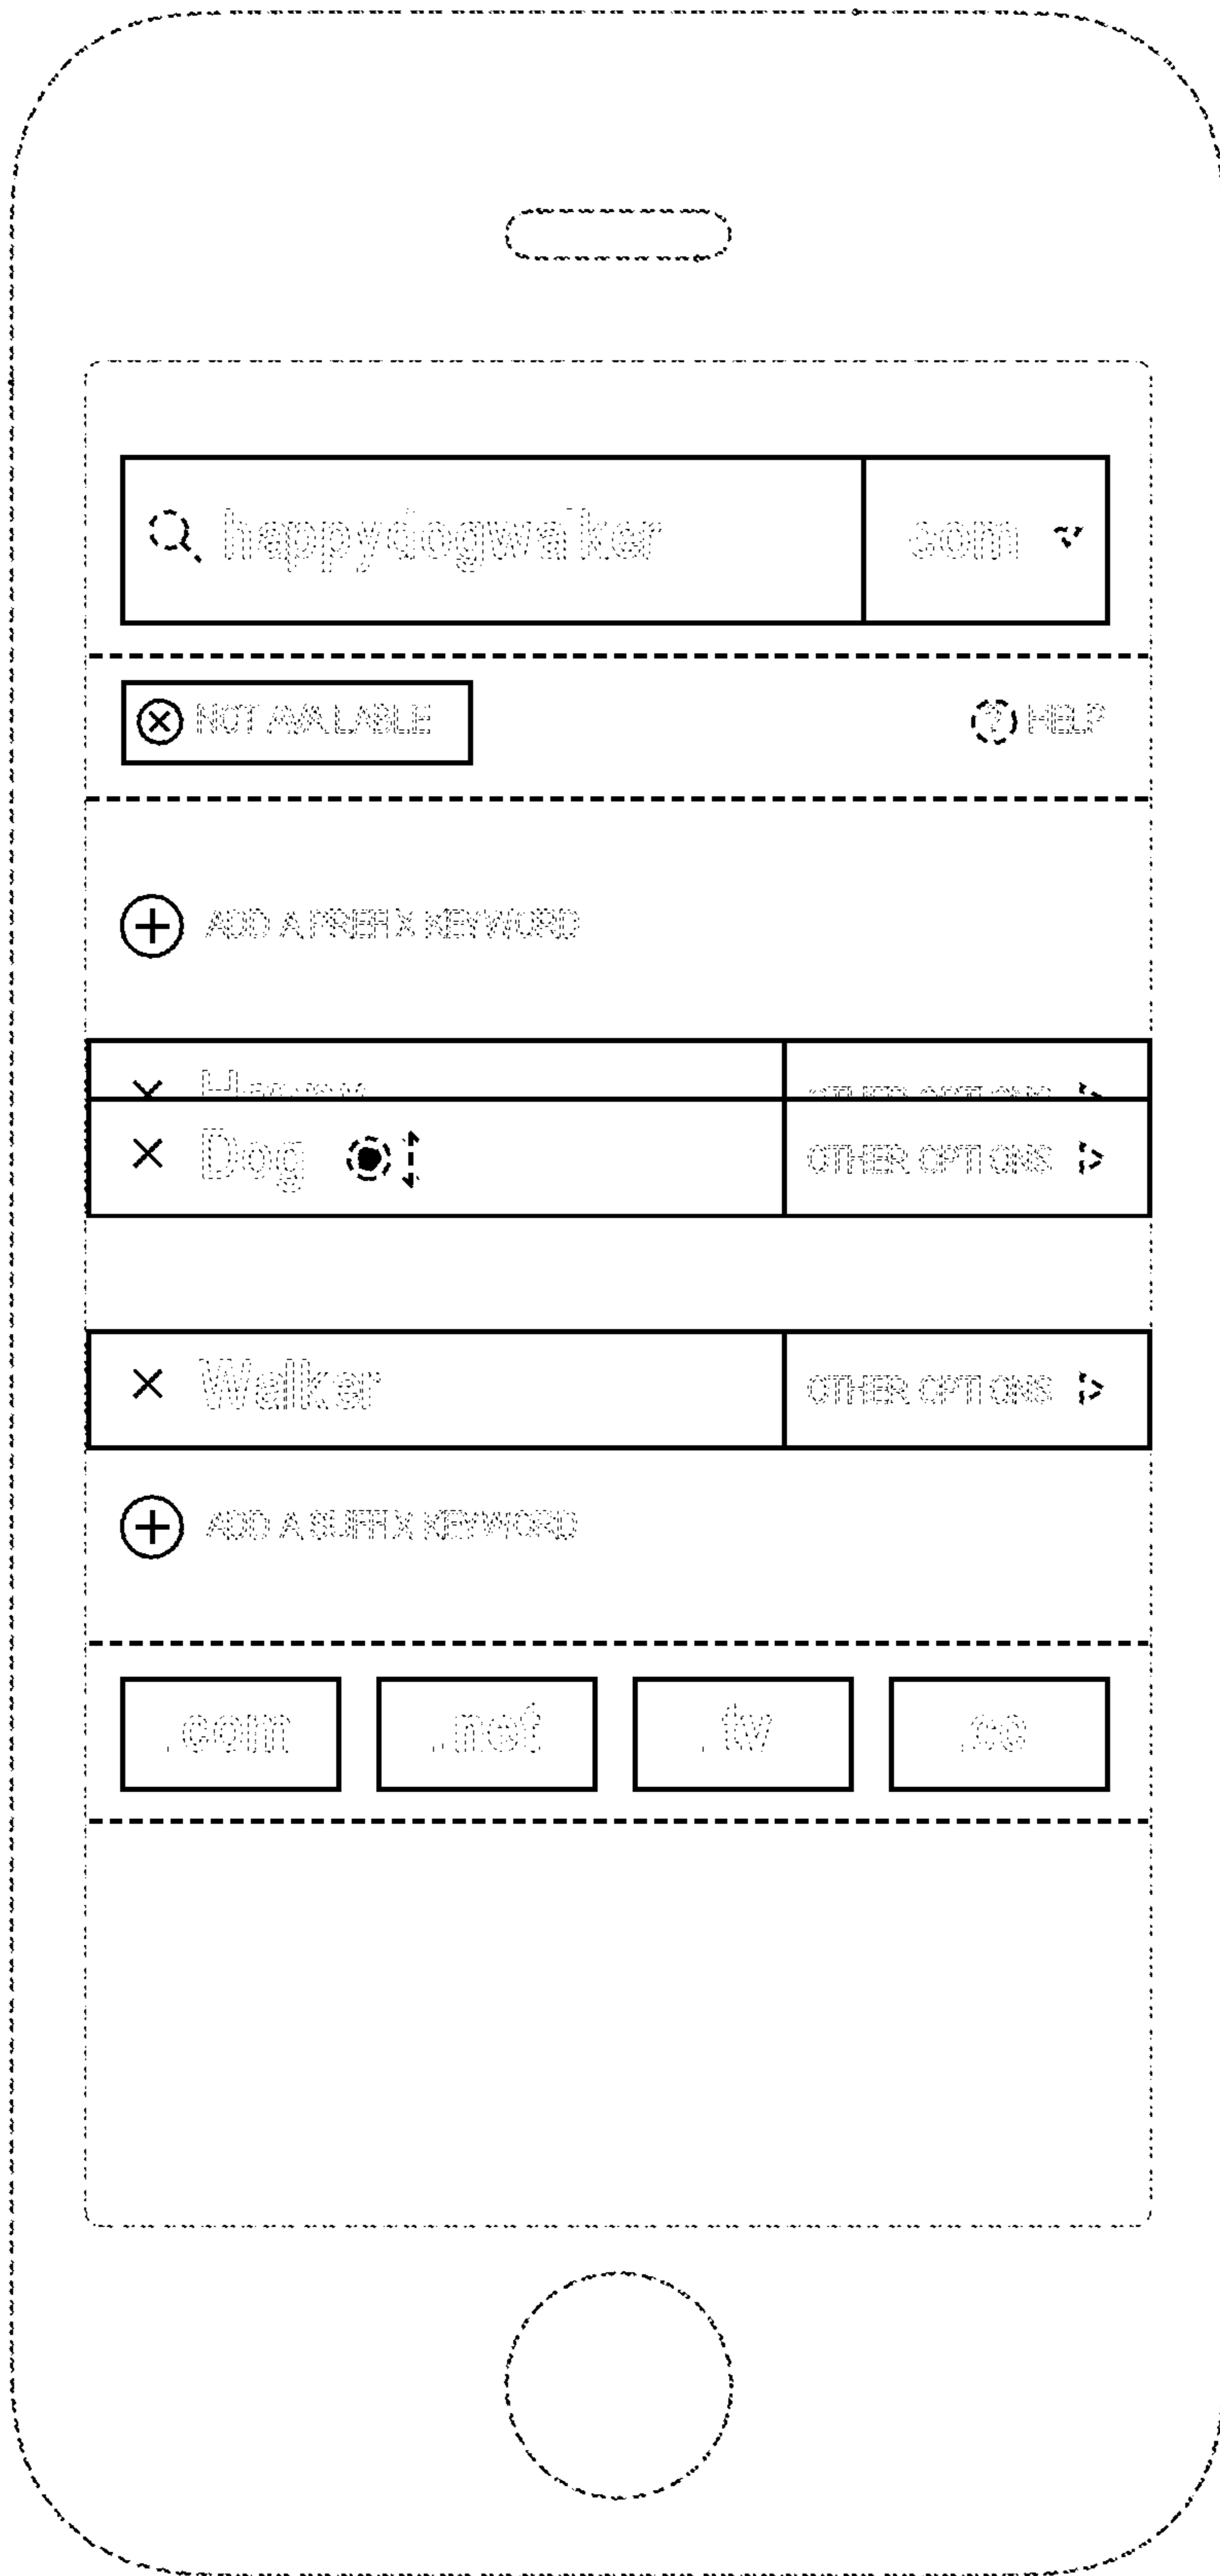 happydogwalker som
NOT AVAILABLE ? HELP
ADD A PREFIX KEYWORD
Dog OTHER OPTIONS
Walker OTHER OPTIONS
ADD A SUFFIX KEYWORD
.com .net .tv .co